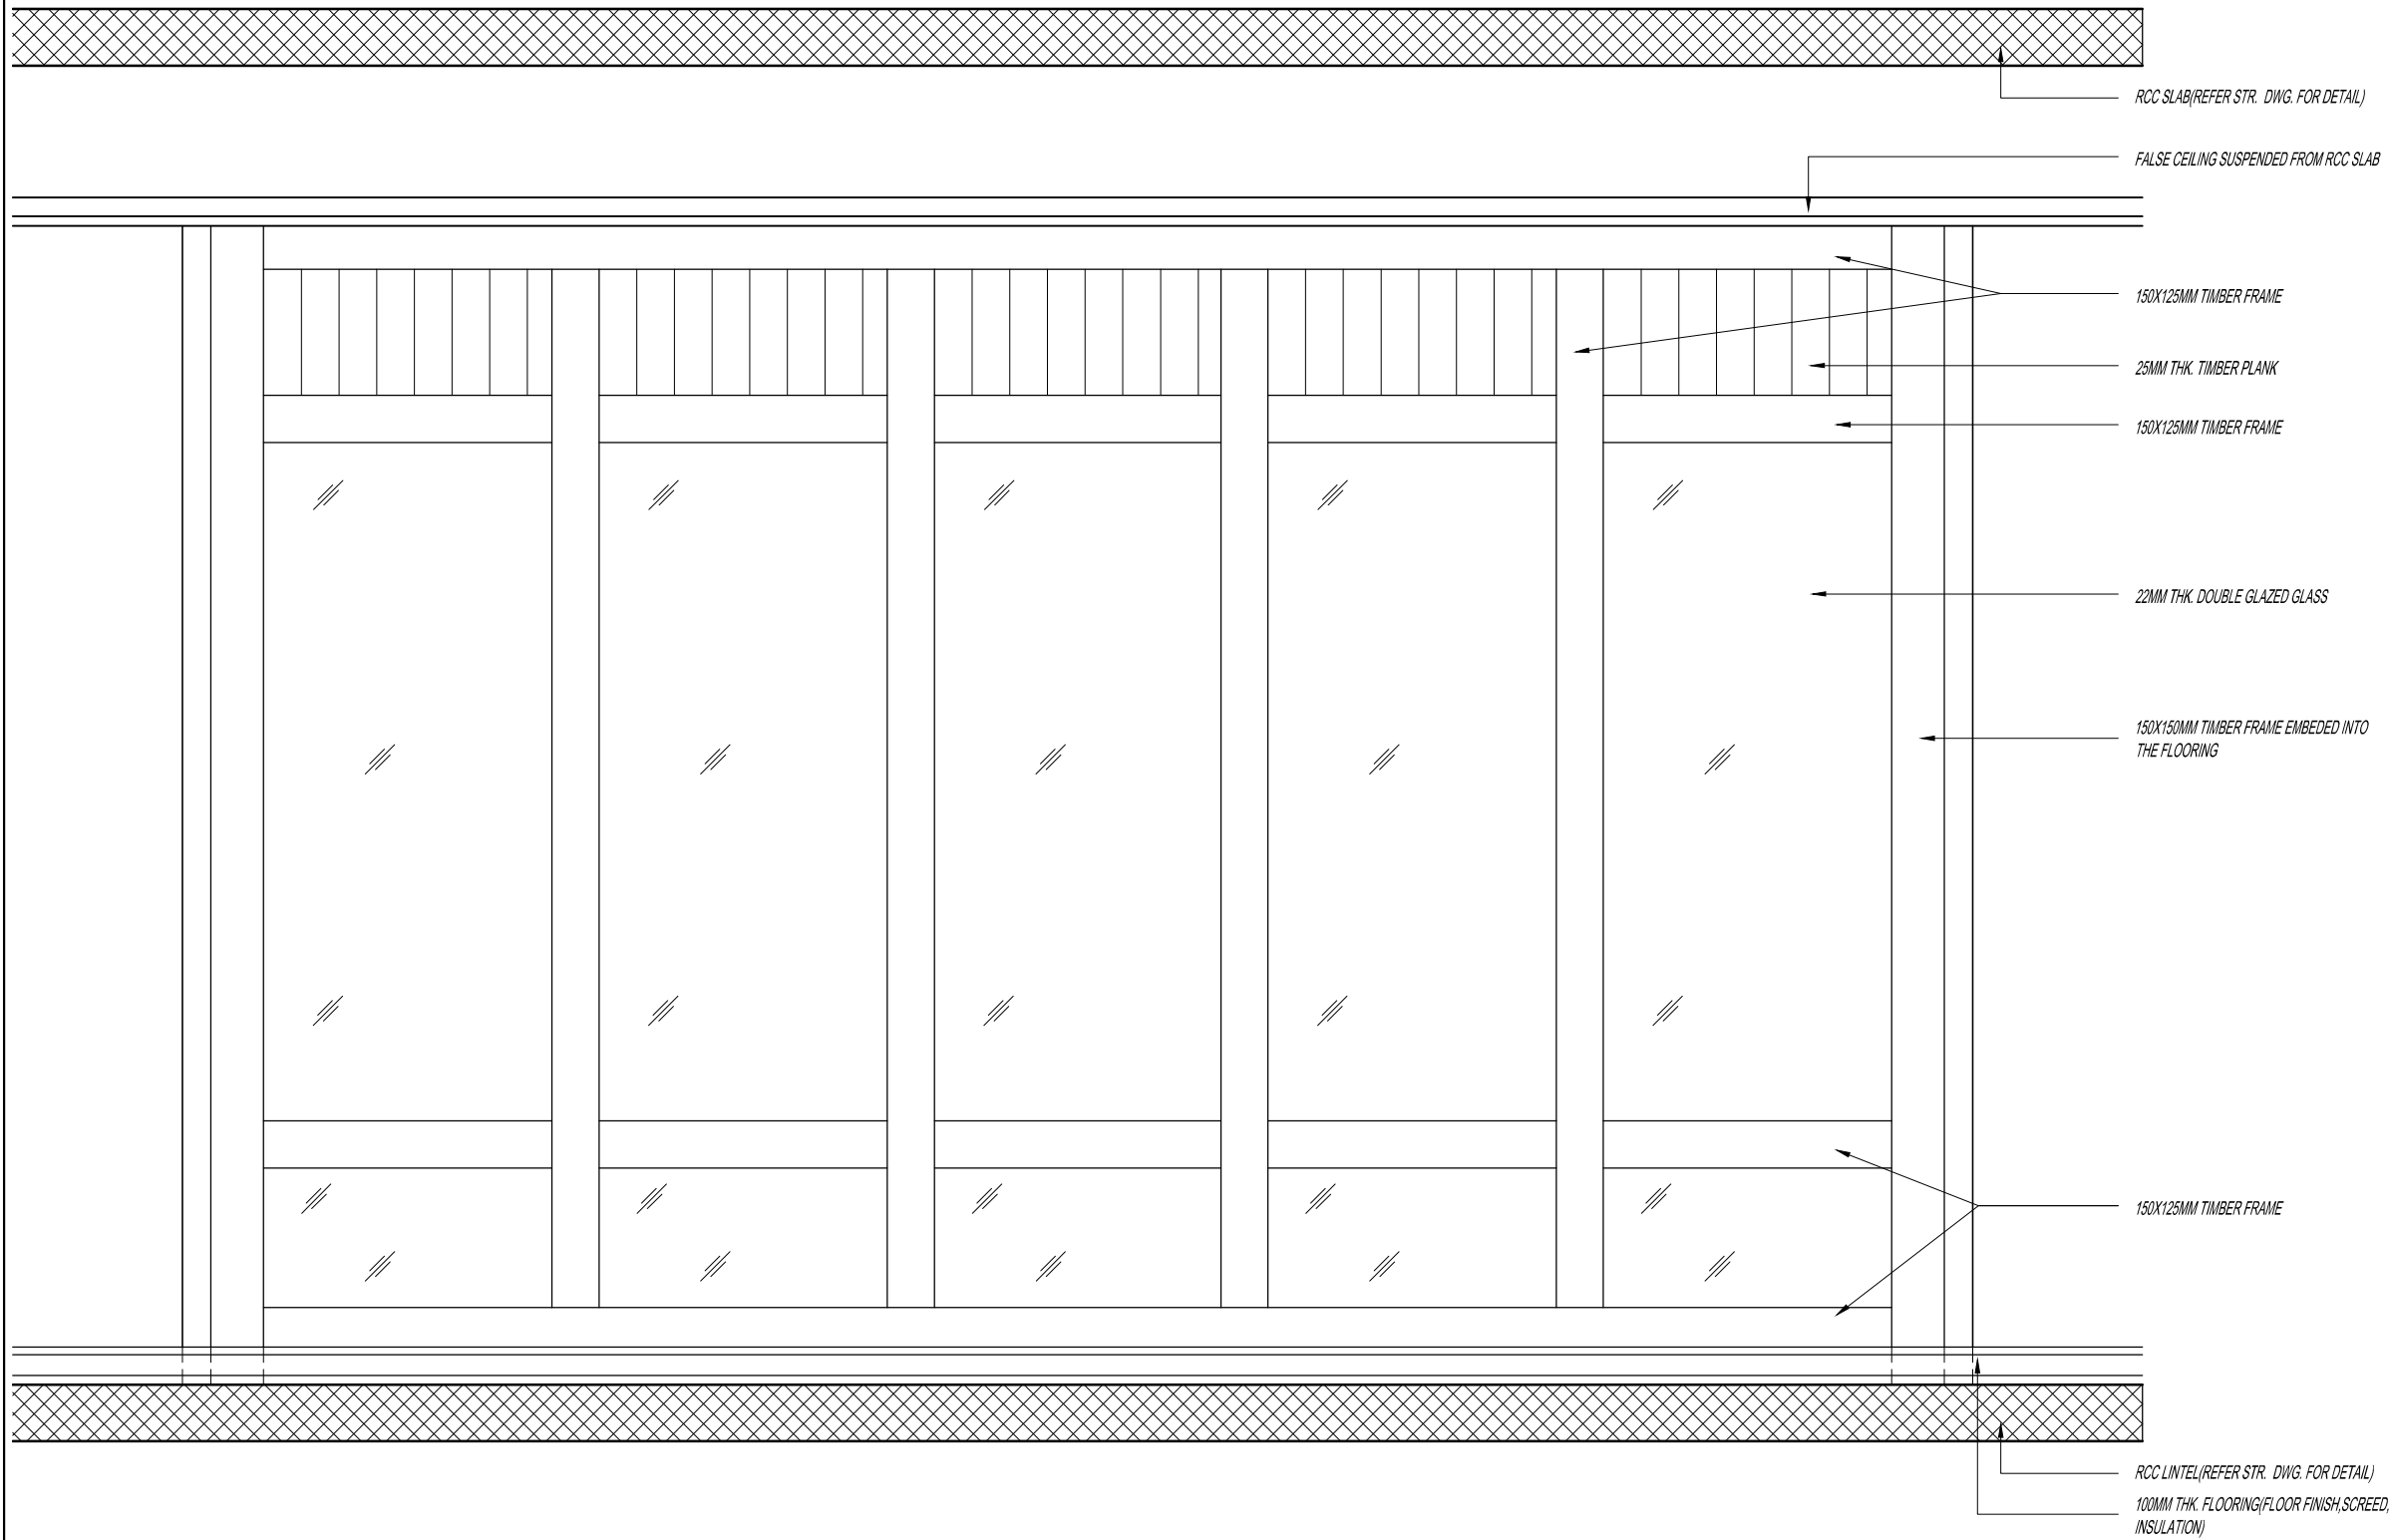 RCC SLAB(REFER STR. DWG. FOR DETAIL)
FALSE CEILING SUSPENDED FROM RCC SLAB
150X125MM TIMBER FRAME
25MM THK. TIMBER PLANK
150X125MM TIMBER FRAME
22MM THK. DOUBLE GLAZED GLASS
150X150MM TIMBER FRAME EMBEDED INTO
THE FLOORING
150X125MM TIMBER FRAME
RCC LINTEL(REFER STR. DWG. FOR DETAIL)
100MM THK. FLOORING(FLOOR FINISH,SCREED,
INSULATION)